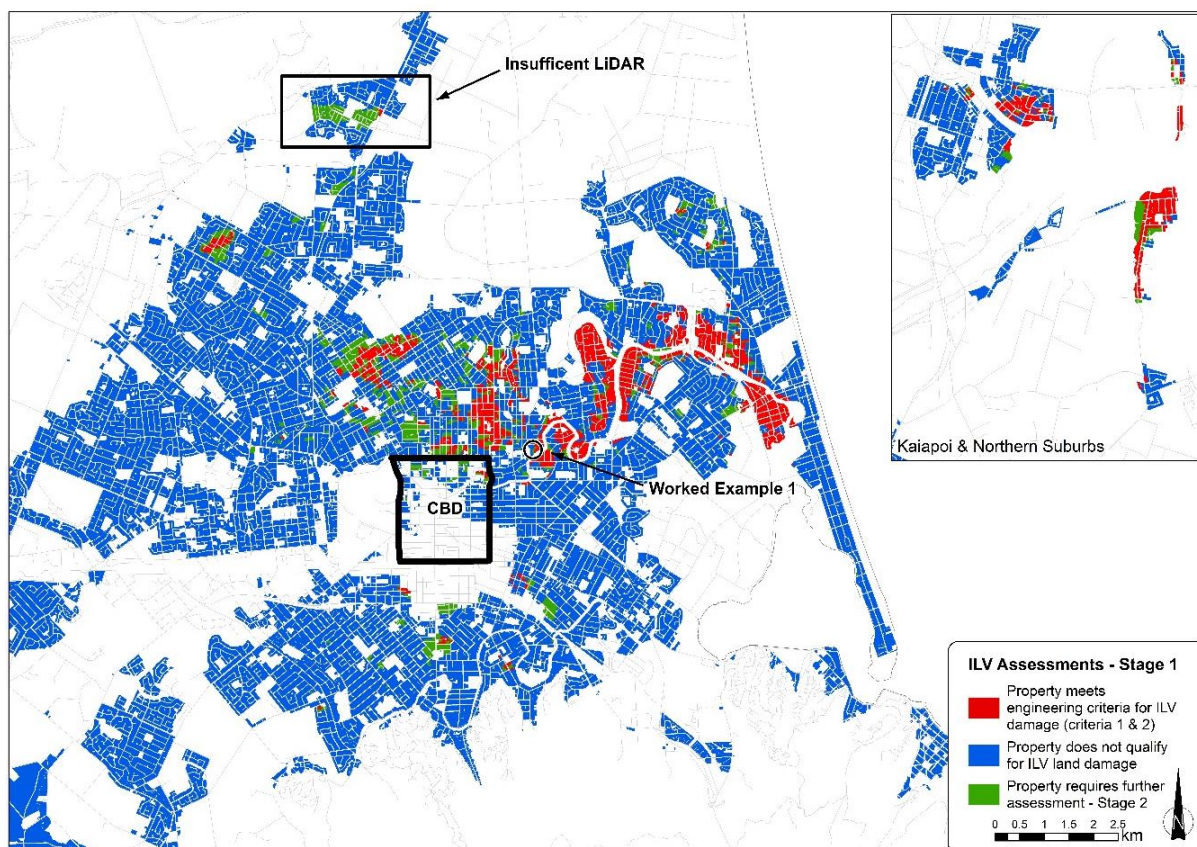 Insufficent LiDAR
Worked Example 1
CBD
Kaiapoi & Northern Suburbs
ILV Assessments - Stage 1
Property meets
engineering criteria for ILV
damage (criteria 1 & 2)
Property does not qualify
for ILV land damage
Property requires further
assessment - Stage 2
0 0.5 1 1.5 2 2.5
km
N